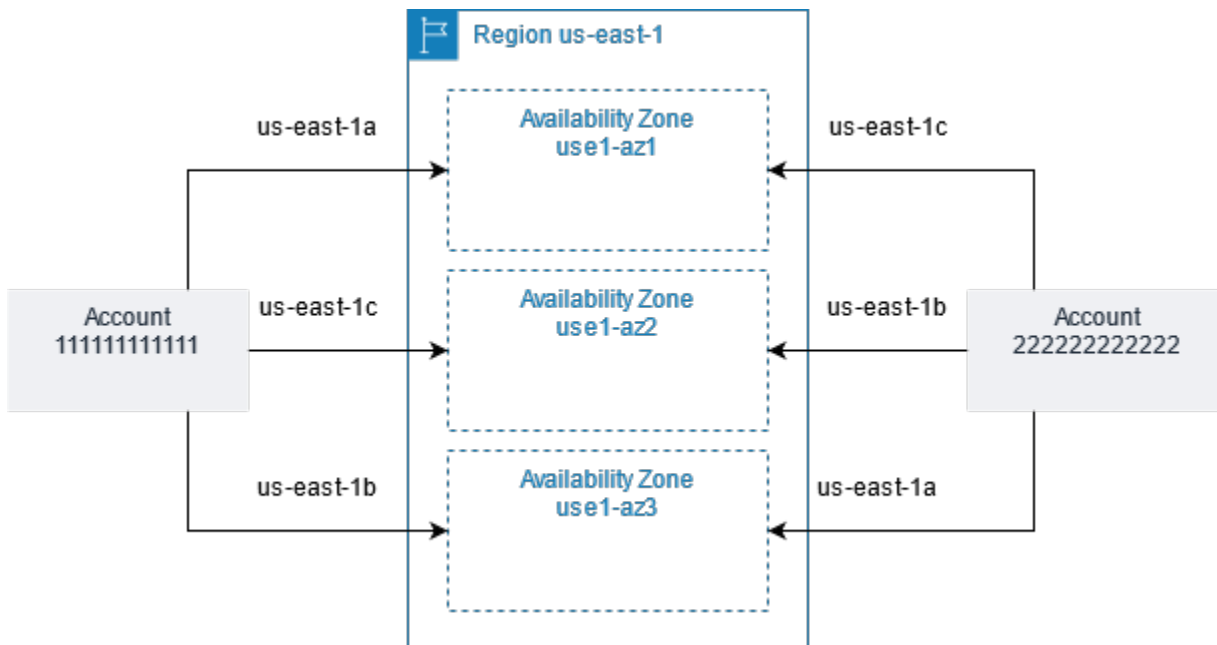 Region us-east-1
us-east-1a
Availability Zone
use1-az1
us-east-1c
Account
111111111111
us-east-1c
Availability Zone
use1-az2
us-east-1b
Account
222222222222
us-east-1b
Availability Zone
use1-az3
us-east-1a